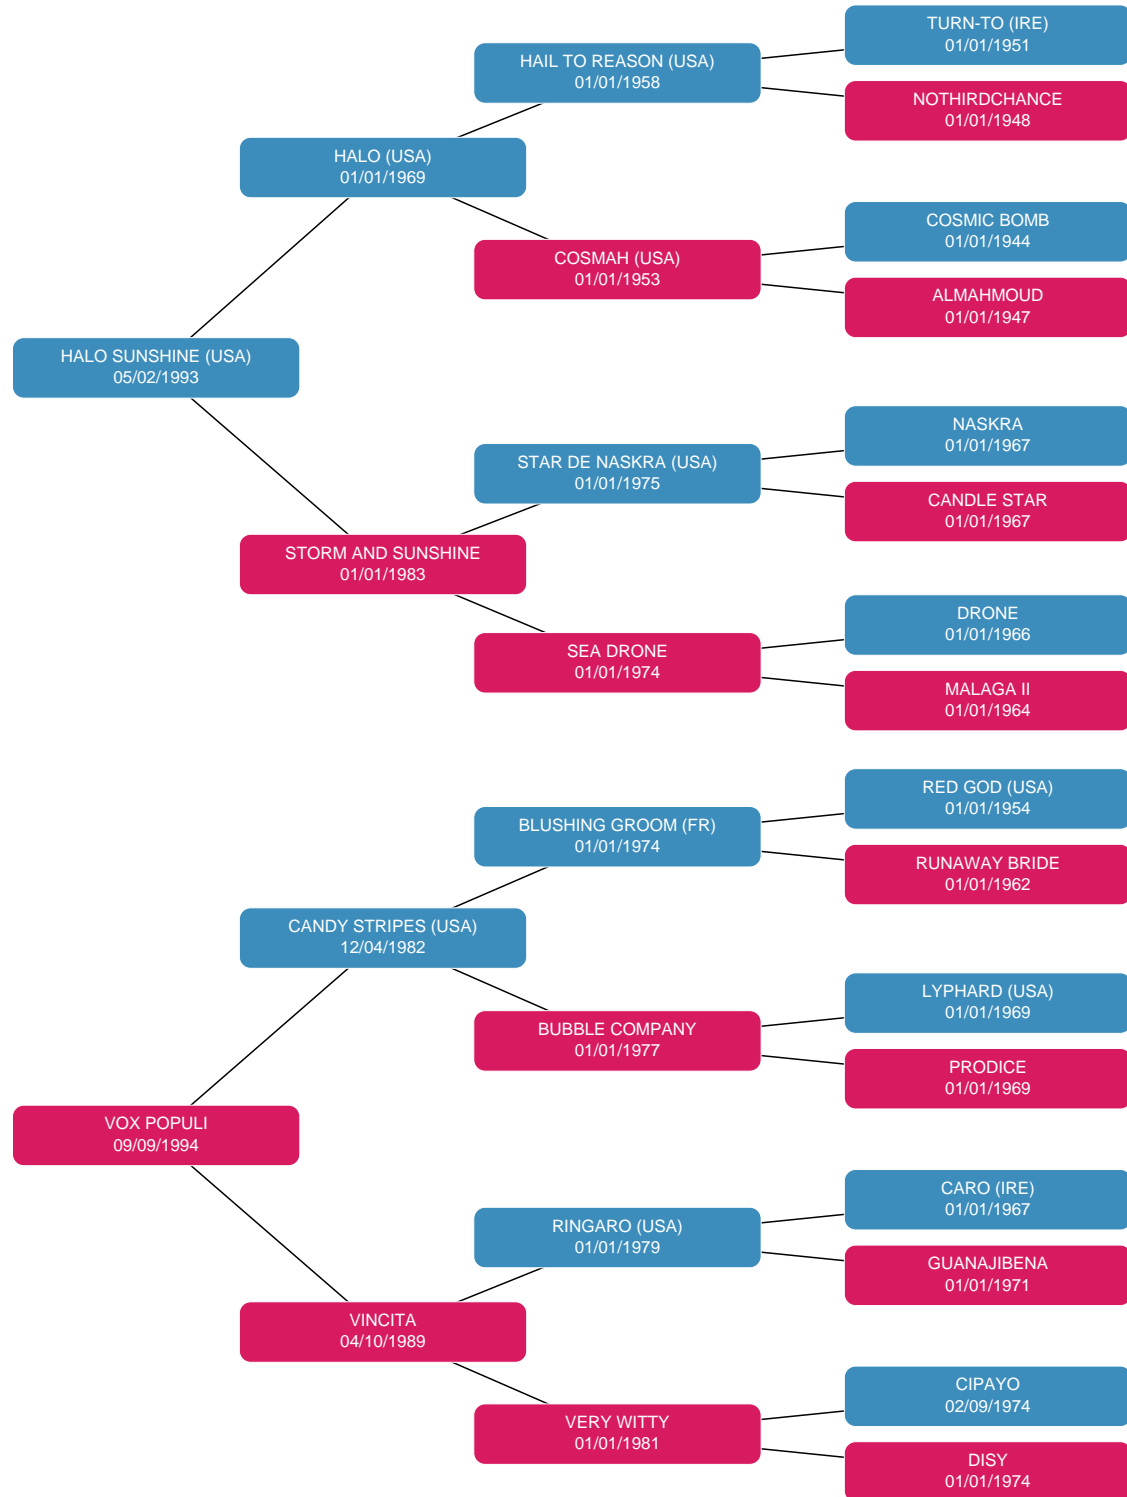 TURN-TO (IRE)
01/01/1951
HAIL TO REASON (USA)
01/01/1958
NOTHIRDCHANCE
01/01/1948
HALO (USA)
01/01/1969
COSMIC BOMB
01/01/1944
COSMAH (USA)
01/01/1953
ALMAHMOUD
01/01/1947
HALO SUNSHINE (USA)
05/02/1993
NASKRA
01/01/1967
STAR DE NASKRA (USA)
01/01/1975
CANDLE STAR
01/01/1967
STORM AND SUNSHINE
01/01/1983
DRONE
01/01/1966
SEA DRONE
01/01/1974
MALAGA II
01/01/1964
RED GOD (USA)
01/01/1954
BLUSHING GROOM (FR)
01/01/1974
RUNAWAY BRIDE
01/01/1962
CANDY STRIPES (USA)
12/04/1982
LYPHARD (USA)
01/01/1969
BUBBLE COMPANY
01/01/1977
PRODICE
01/01/1969
VOX POPULI
09/09/1994
CARO (IRE)
01/01/1967
RINGARO (USA)
01/01/1979
GUANAJIBENA
01/01/1971
VINCITA
04/10/1989
CIPAYO
02/09/1974
VERY WITTY
01/01/1981
DISY
01/01/1974